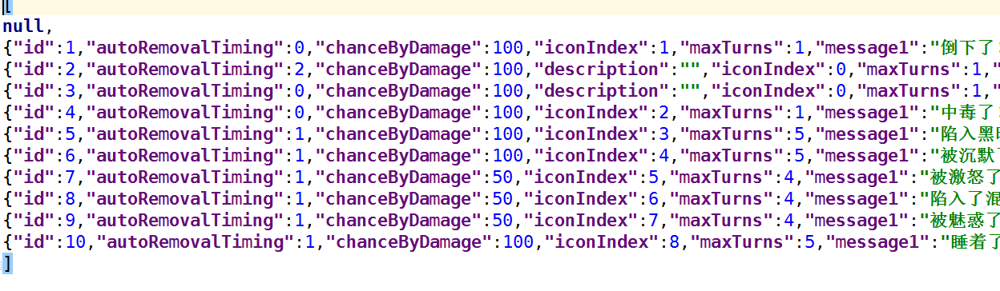 [
null,
{"id":1,"autoRemovalTiming":0,"chanceByDamage":100,"iconIndex":1,"maxTurns":1,"message1":"倒下了
{"id":2,"autoRemovalTiming":2,"chanceByDamage":100,"description":"","iconIndex":0,"maxTurns":1,"
{"id":3,"autoRemovalTiming":0,"chanceByDamage":100,"description":"","iconIndex":0,"maxTurns":1,"
{"id":4,"autoRemovalTiming":0,"chanceByDamage":100,"iconIndex":2,"maxTurns":1,"message1":"中毒了
{"id":5,"autoRemovalTiming":1,"chanceByDamage":100,"iconIndex":3,"maxTurns":5,"message1":"陷入黑
{"id":6,"autoRemovalTiming":1,"chanceByDamage":100,"iconIndex":4,"maxTurns":5,"message1":"被沉默
{"id":7,"autoRemovalTiming":1,"chanceByDamage":50,"iconIndex":5,"maxTurns":4,"message1":"被激怒了
{"id":8,"autoRemovalTiming":1,"chanceByDamage":50,"iconIndex":6,"maxTurns":4,"message1":"陷入了混
{"id":9,"autoRemovalTiming":1,"chanceByDamage":50,"iconIndex":7,"maxTurns":4,"message1":"被魅惑了
{"id":10,"autoRemovalTiming":1,"chanceByDamage":100,"iconIndex":8,"maxTurns":5,"message1":"睡着了
]